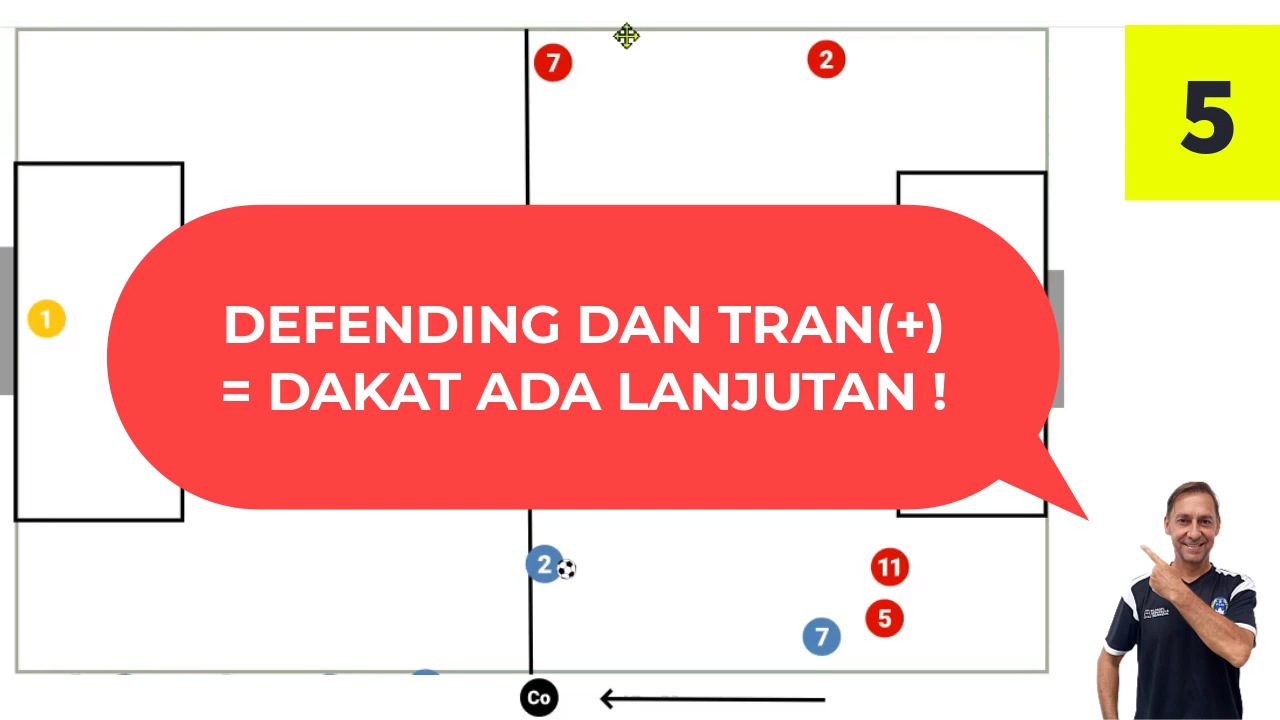 7
2
5
1
DEFENDING DAN TRAN(+)
= DAKAT ADA LANJUTAN !
2
11
5
7
Co